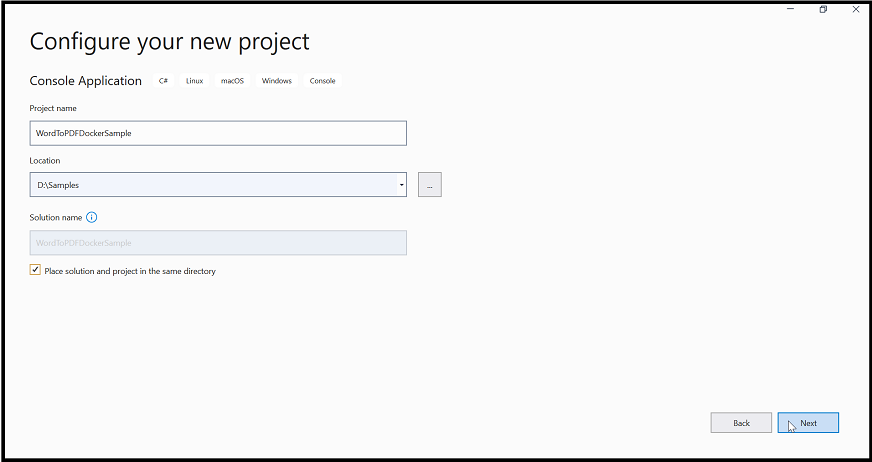 Configure your new project
Console Application C# Linux macOS Windows Console
Project name
WordToPDFDockerSample
Location
D:\Samples
...
Solution name
WordToPDFDockerSample
Place solution and project in the same directory
Back Next